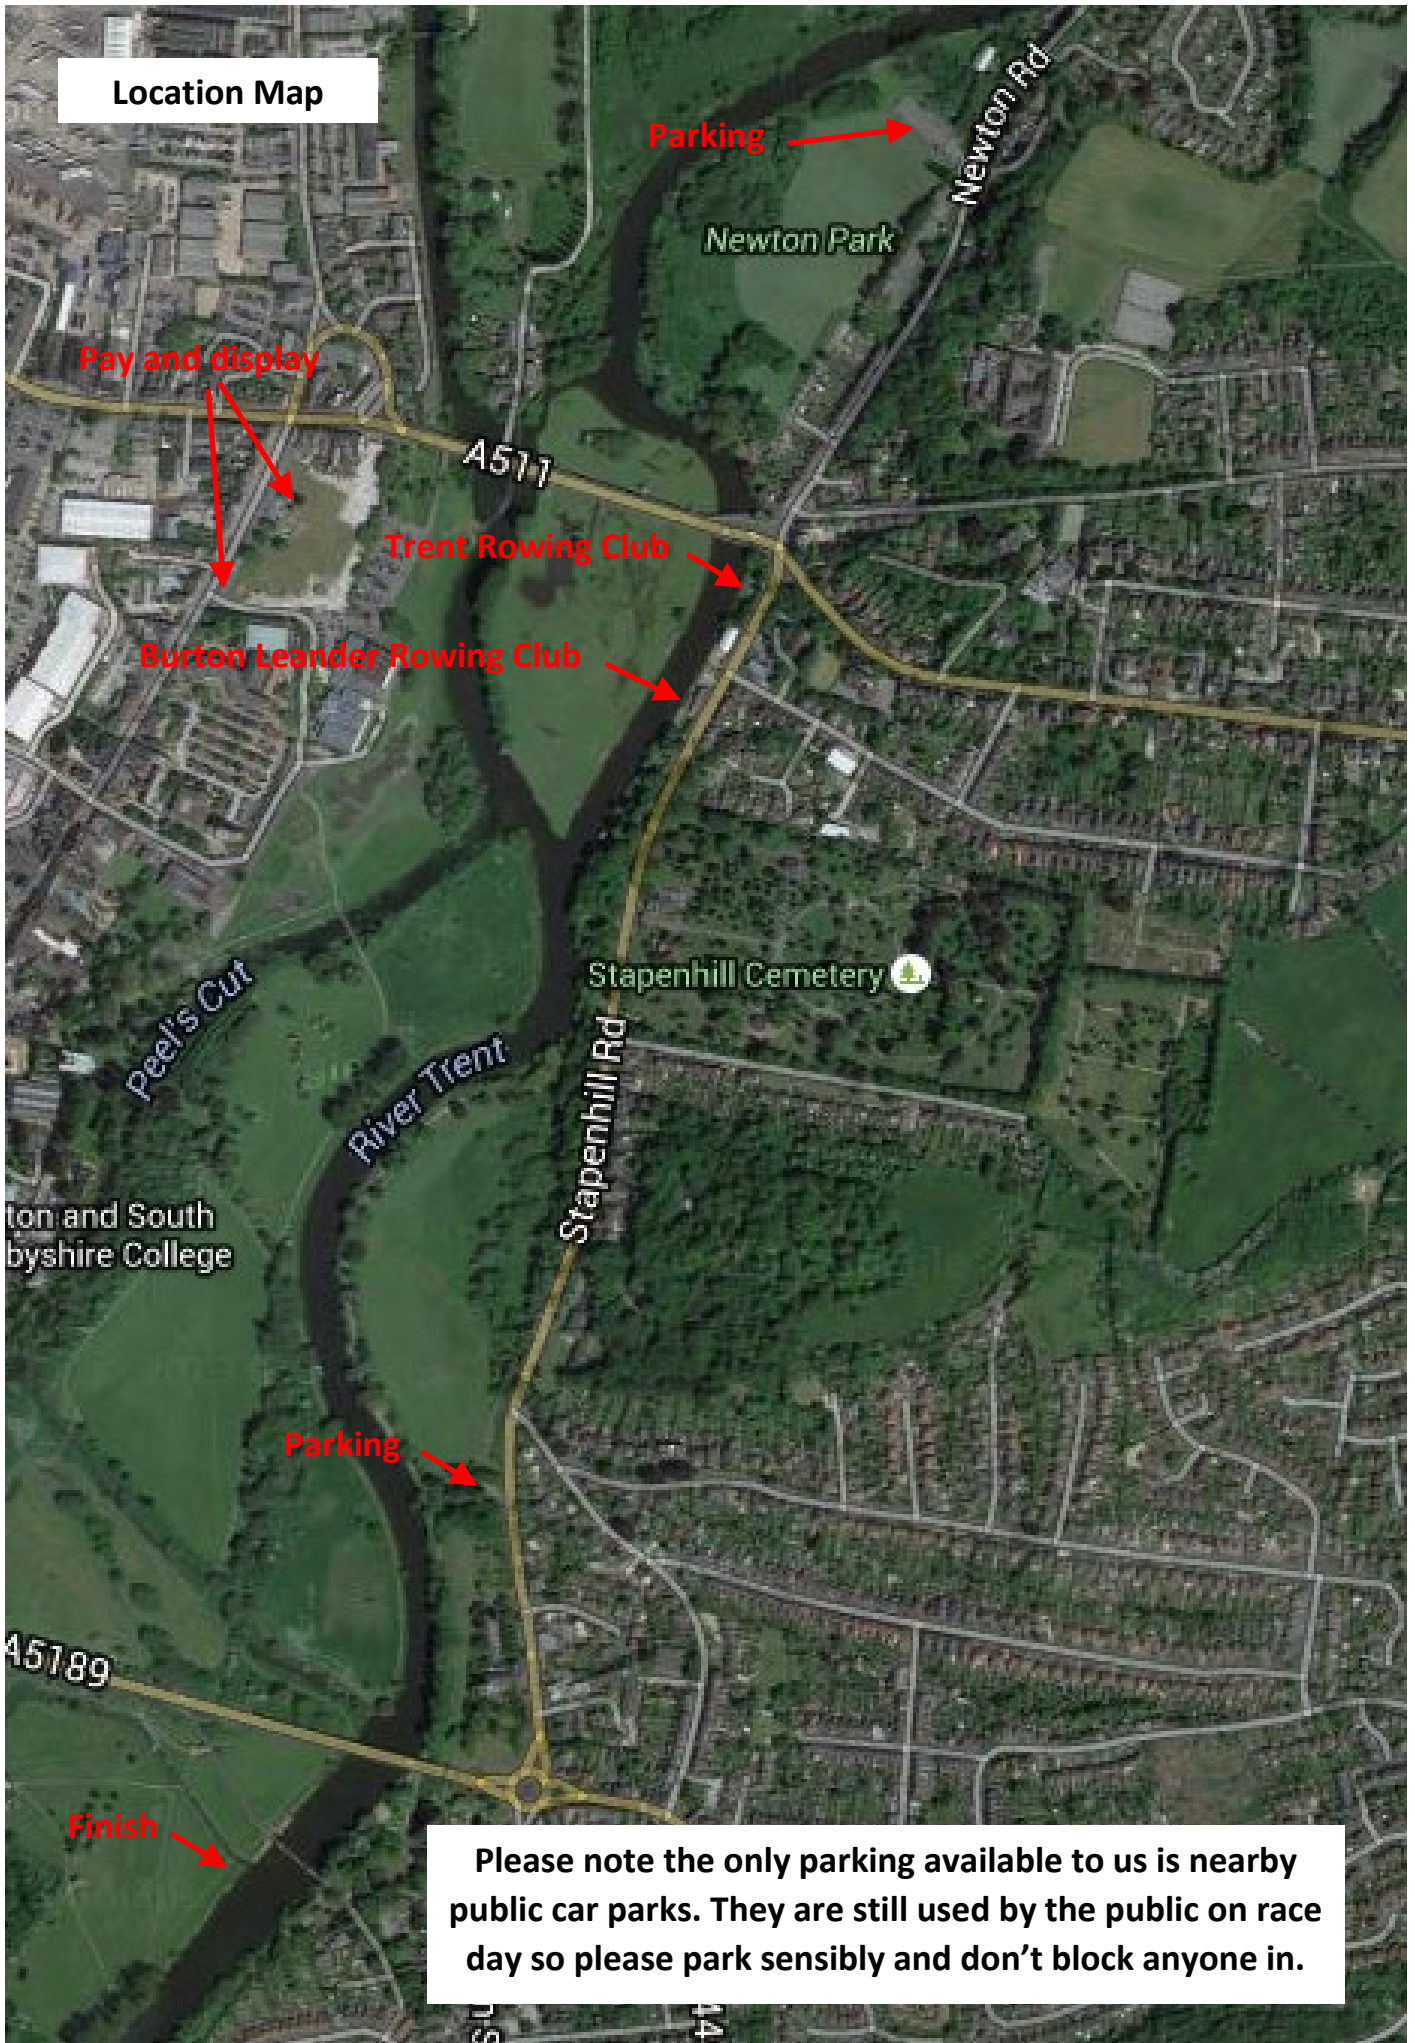 Location Map
Newton Rd
Parking
Newton Park
Pay and display
A511
Trent Rowing Club
Burton Leander Rowing Club
Stapenhill Cemetery
Peel's Cut
River Trent
Stapenhill Rd
ton and South
byshire College
Parking
A5189
Finish
Please note the only parking available to us is nearby
public car parks. They are still used by the public on race
day so please park sensibly and don’t block anyone in.
44